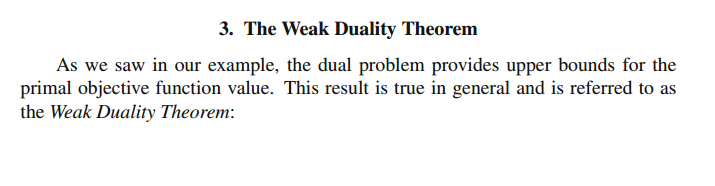 3. The Weak Duality Theorem
As we saw in our example, the dual problem provides upper bounds for the
primal objective function value. This result is true in general and is referred to as
the Weak Duality Theorem: